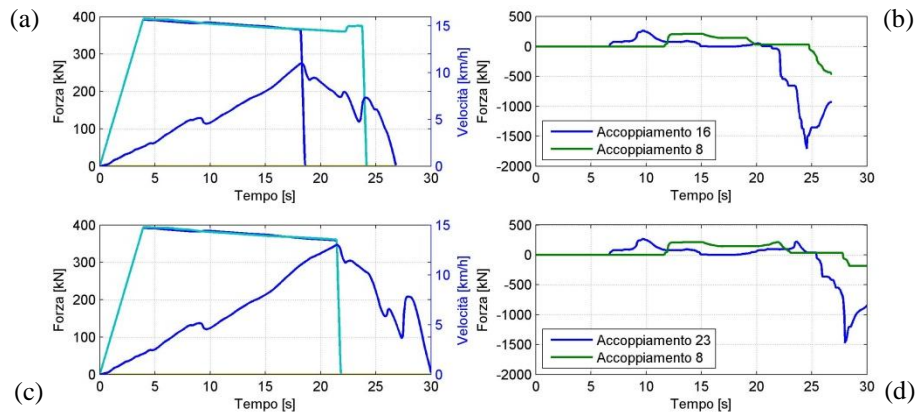 (a)
400
300
200
100
0
Forza [kN]
15
10
5
0
Velocità [km/h]
0 5 10 15 20 25 30
Tempo [s]
(b)
500
0
-500
-1000
-1500
-2000
Forza [kN]
Accoppiamento 16
Accoppiamento 8
0 5 10 15 20 25 30
Tempo [s]
(c)
400
300
200
100
0
Forza [kN]
15
10
5
0
Velocità [km/h]
0 5 10 15 20 25 30
Tempo [s]
(d)
500
0
-500
-1000
-1500
-2000
Forza [kN]
Accoppiamento 23
Accoppiamento 8
0 5 10 15 20 25 30
Tempo [s]